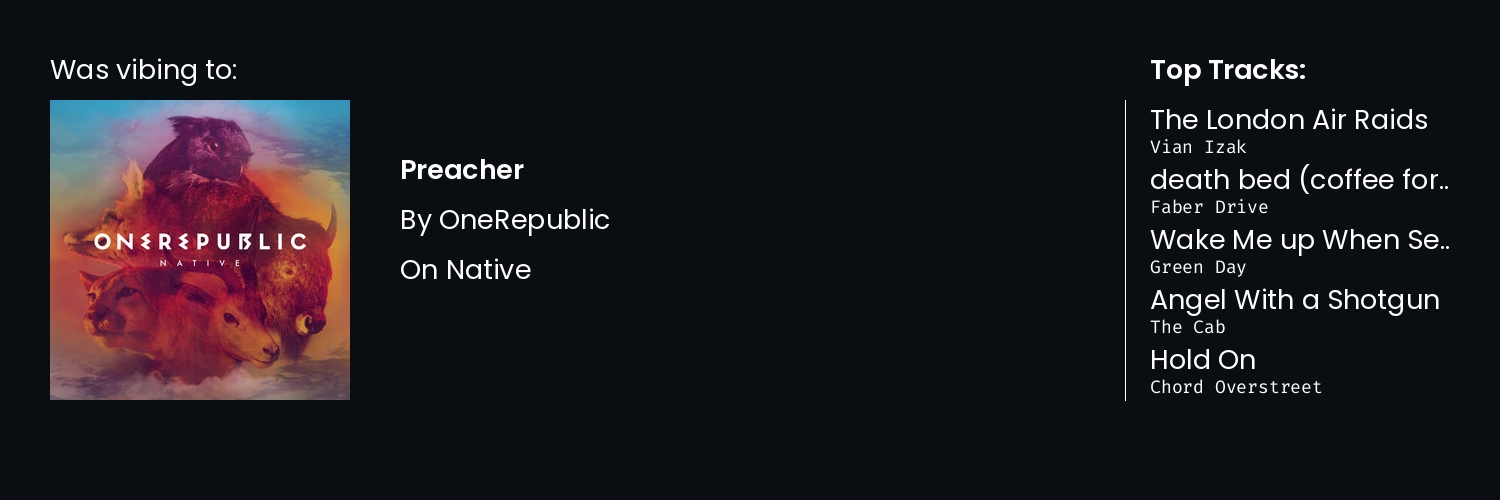 Was vibing to:
ONEREPUBLIC
NATIVE
Preacher
By OneRepublic
On Native
Top Tracks:
The London Air Raids
Vian Izak
death bed (coffee for..
Faber Drive
Wake Me up When Se..
Green Day
Angel With a Shotgun
The Cab
Hold On
Chord Overstreet